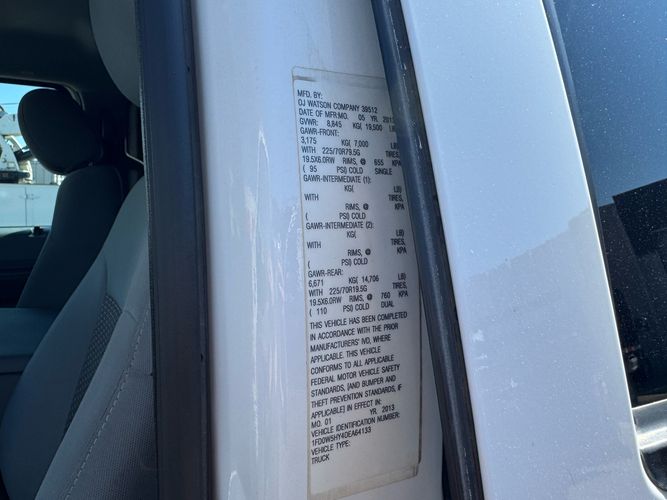 MFD. BY:
DJ WATSON COMPANY 39512
DATE OF MFR:MO. 05 YR. 2013
GVWR: 8,845 KG( 19,500 LB)
GAWR-FRONT:
3,175 KG( 7,000 LB)
WITH 225/70R79.5G TIRES,
19.5X6.0RW RIMS, @ 655 KPA
( 95 PSI) COLD SINGLE
GAWR-INTERMEDIATE (1):
KG( LB)
WITH TIRES,
RIMS, @ KPA
( PSI) COLD
GAWR-INTERMEDIATE (2):
KG( LB)
WITH TIRES,
RIMS, @ KPA
( PSI) COLD
GAWR-REAR:
6,671 KG( 14,706 LB)
WITH 225/70R19.5G TIRES,
19.5X6.0RW RIMS, @ 760 KPA
( 110 PSI) COLD DUAL
THIS VEHICLE HAS BEEN COMPLETED
IN ACCORDANCE WITH THE PRIOR
MANUFACTURERS' IVD, WHERE
APPLICABLE. THIS VEHICLE
CONFORMS TO ALL APPLICABLE
FEDERAL MOTOR VEHICLE SAFETY
STANDARDS, [AND BUMPER AND
THEFT PREVENTION STANDARDS, IF
APPLICABLE] IN EFFECT IN:
MO. 01 YR. 2013
VEHICLE IDENTIFICATION NUMBER:
1FD0W5HY4DEA64133
VEHICLE TYPE:
TRUCK